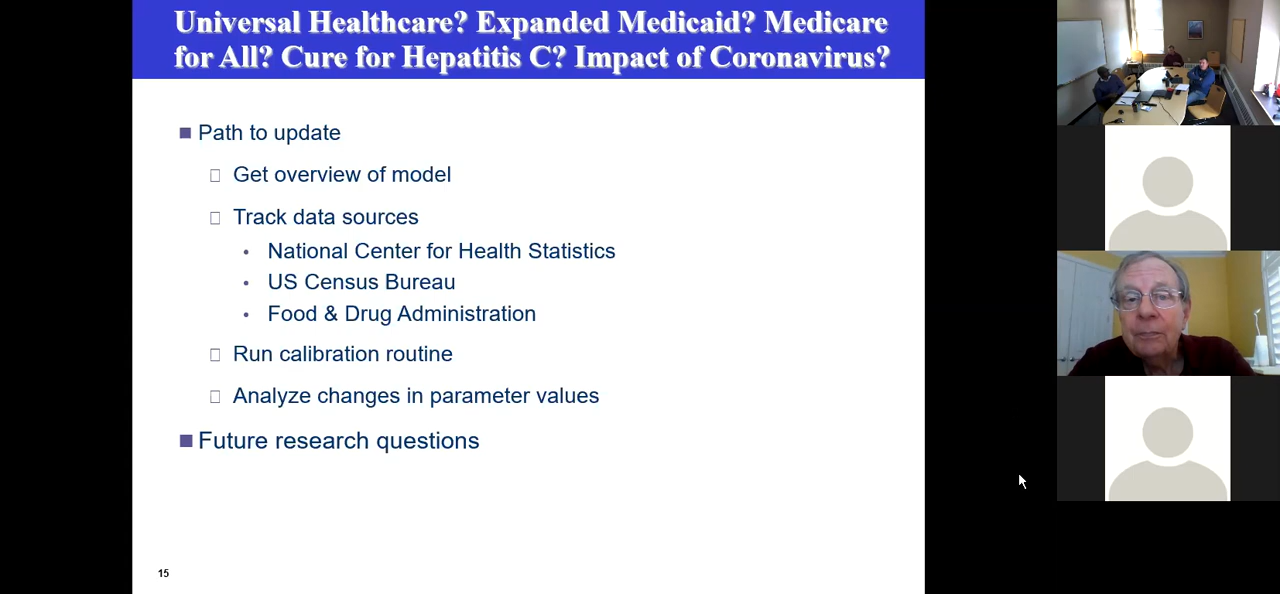 Universal Healthcare? Expanded Medicaid? Medicare
for All? Cure for Hepatitis C? Impact of Coronavirus?
Path to update
Get overview of model
Track data sources
National Center for Health Statistics
US Census Bureau
Food & Drug Administration
Run calibration routine
Analyze changes in parameter values
Future research questions
15